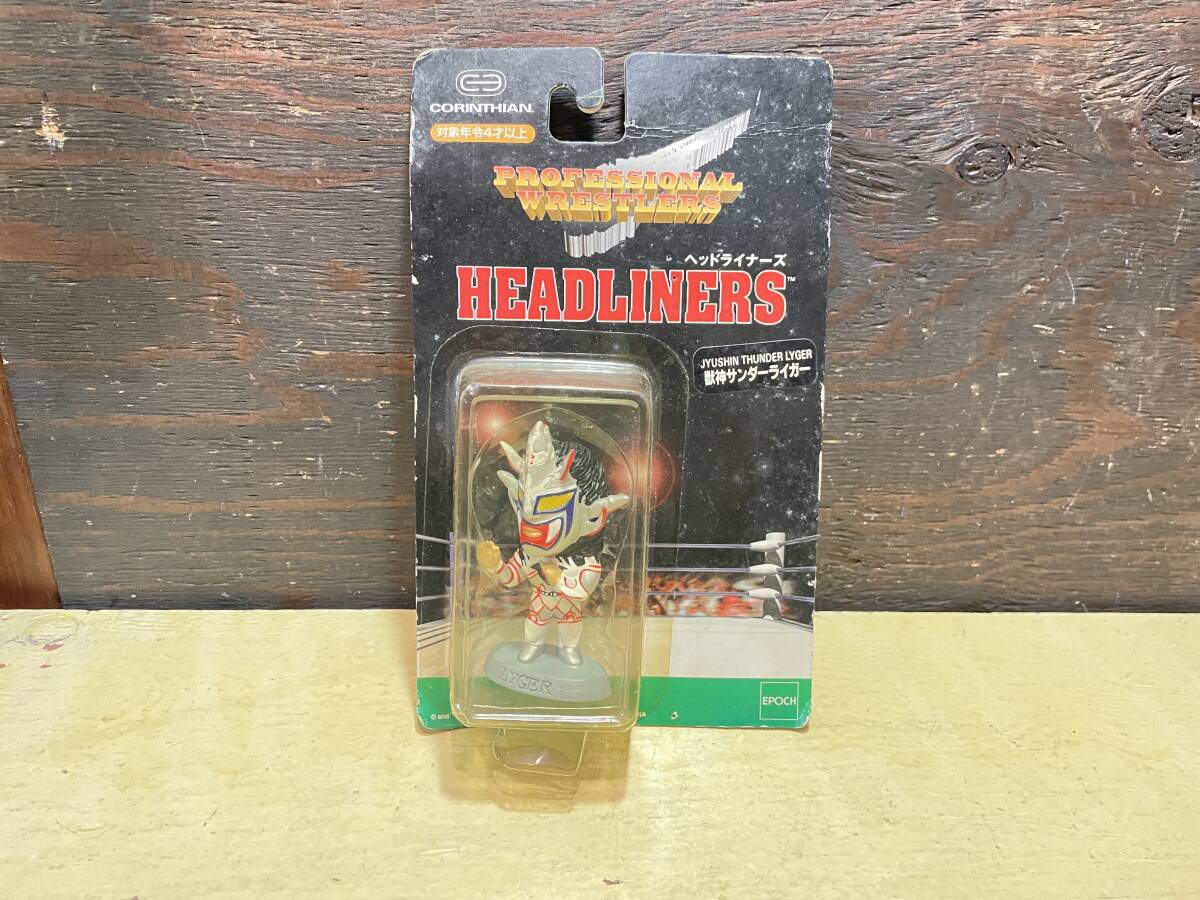 CORINTHIAN
対象年令4才以上
PROFESSIONAL
WRESTLERS
ヘッドライナーズ
HEADLINERS™
JYUSHIN THUNDER LYGER
獣神サンダーライガー
LYGER
EPOCH
©